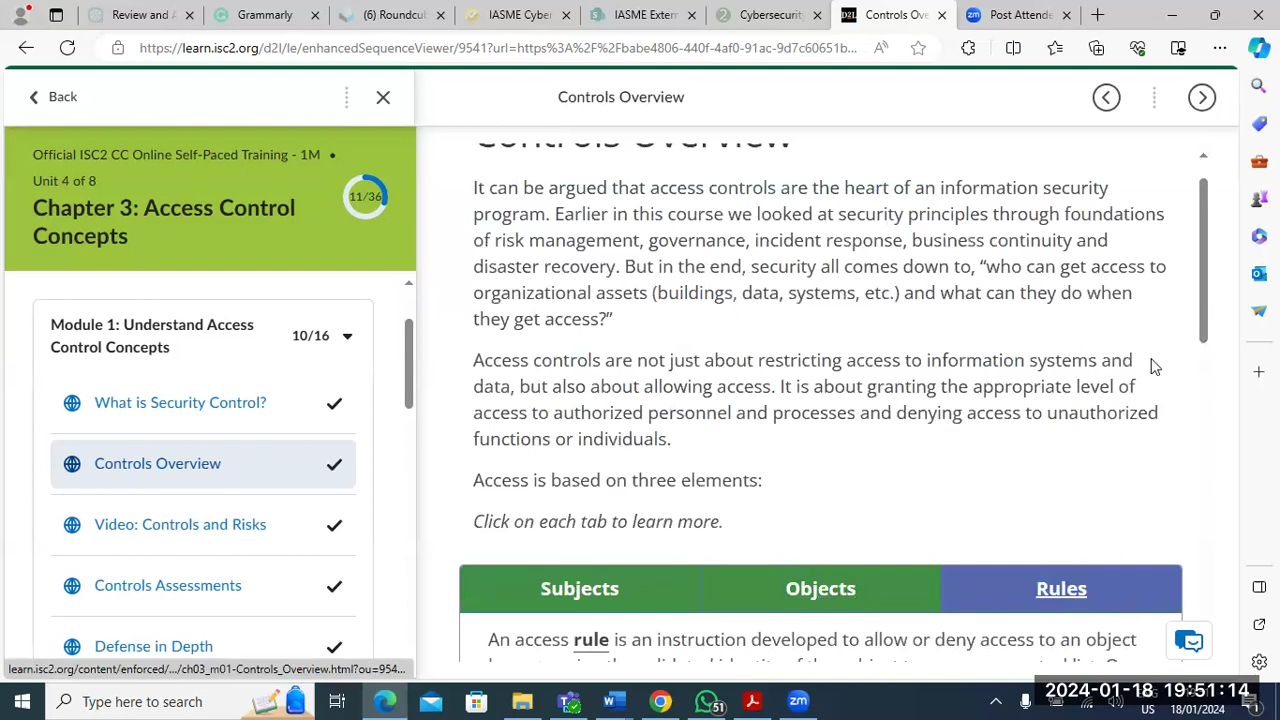 Review and A
Grammarly
(6) Roundcub
IASME Cyber
IASME Extern
Cybersecurity
Controls Ove
Post Attende
https://learn.isc2.org/d2l/le/enhancedSequenceViewer/9541?url=https%3A%2F%2Fbabe4806-440f-4af0-91ac-9d7c60651b...
Back
Controls Overview
Official ISC2 CC Online Self-Paced Training - 1M •
Unit 4 of 8
Chapter 3: Access Control
Concepts
11/36
Module 1: Understand Access
Control Concepts
10/16
What is Security Control?
Controls Overview
Video: Controls and Risks
Controls Assessments
Defense in Depth
learn.isc2.org/content/enforced/.../ch03_m01-Controls_Overview.html?ou=954...
Controls Overview
It can be argued that access controls are the heart of an information security
program. Earlier in this course we looked at security principles through foundations
of risk management, governance, incident response, business continuity and
disaster recovery. But in the end, security all comes down to, “who can get access to
organizational assets (buildings, data, systems, etc.) and what can they do when
they get access?”
Access controls are not just about restricting access to information systems and
data, but also about allowing access. It is about granting the appropriate level of
access to authorized personnel and processes and denying access to unauthorized
functions or individuals.
Access is based on three elements:
Click on each tab to learn more.
Subjects
Objects
Rules
An access rule is an instruction developed to allow or deny access to an object
Type here to search
51
2024-01-18 19:51:14
US
18/01/2024